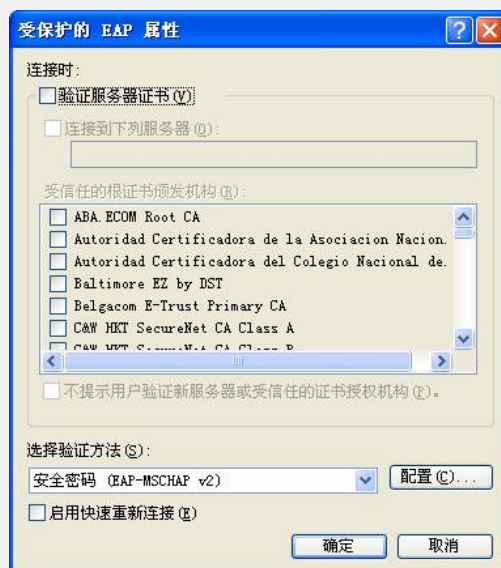 受保护的 EAP 属性
连接时:
验证服务器证书(V)
连接到下列服务器(O):
受信任的根证书颁发机构(R):
ABA.ECOM Root CA
Autoridad Certificadora de la Asociacion Nacion.
Autoridad Certificadora del Colegio Nacional de.
Baltimore EZ by DST
Belgacom E-Trust Primary CA
C&W HKT SecureNet CA Class A
C&W HKT SecureNet CA Class B
不提示用户验证新服务器或受信任的证书授权机构(P)。
选择验证方法(S):
安全密码 (EAP-MSCHAP v2)
配置(C)...
启用快速重新连接(E)
确定
取消